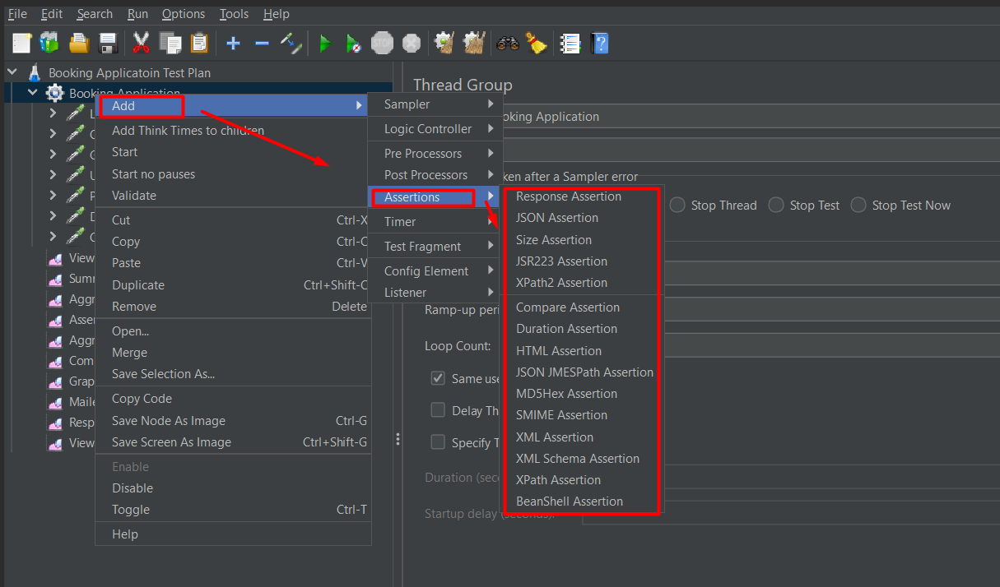 File Edit Search Run Options Tools Help
STOP
?
Booking Applicatoin Test Plan
Booking Application
Add
Add Think Times to children
Start
Start no pauses
Validate
Cut Ctrl-X
Copy Ctrl-C
Paste Ctrl-V
Duplicate Ctrl+Shift-C
Remove Delete
Open...
Merge
Save Selection As...
Copy Code
Save Node As Image Ctrl-G
Save Screen As Image Ctrl+Shift-G
Enable
Disable
Toggle Ctrl-T
Help
View
Sum
Aggr
Asse
Aggr
Com
Grap
Maile
Resp
View
Sampler
Logic Controller
Pre Processors
Post Processors
Assertions
Timer
Test Fragment
Config Element
Listener
Response Assertion
JSON Assertion
Size Assertion
JSR223 Assertion
XPath2 Assertion
Compare Assertion
Duration Assertion
HTML Assertion
JSON JMESPath Assertion
MD5Hex Assertion
SMIME Assertion
XML Assertion
XML Schema Assertion
XPath Assertion
BeanShell Assertion
Thread Group
oking Application
ken after a Sampler error
Stop Thread Stop Test Stop Test Now
Ramp-up peri
Loop Count:
Same use
Delay Th
Specify T
Duration (seco
Startup delay (seconds):